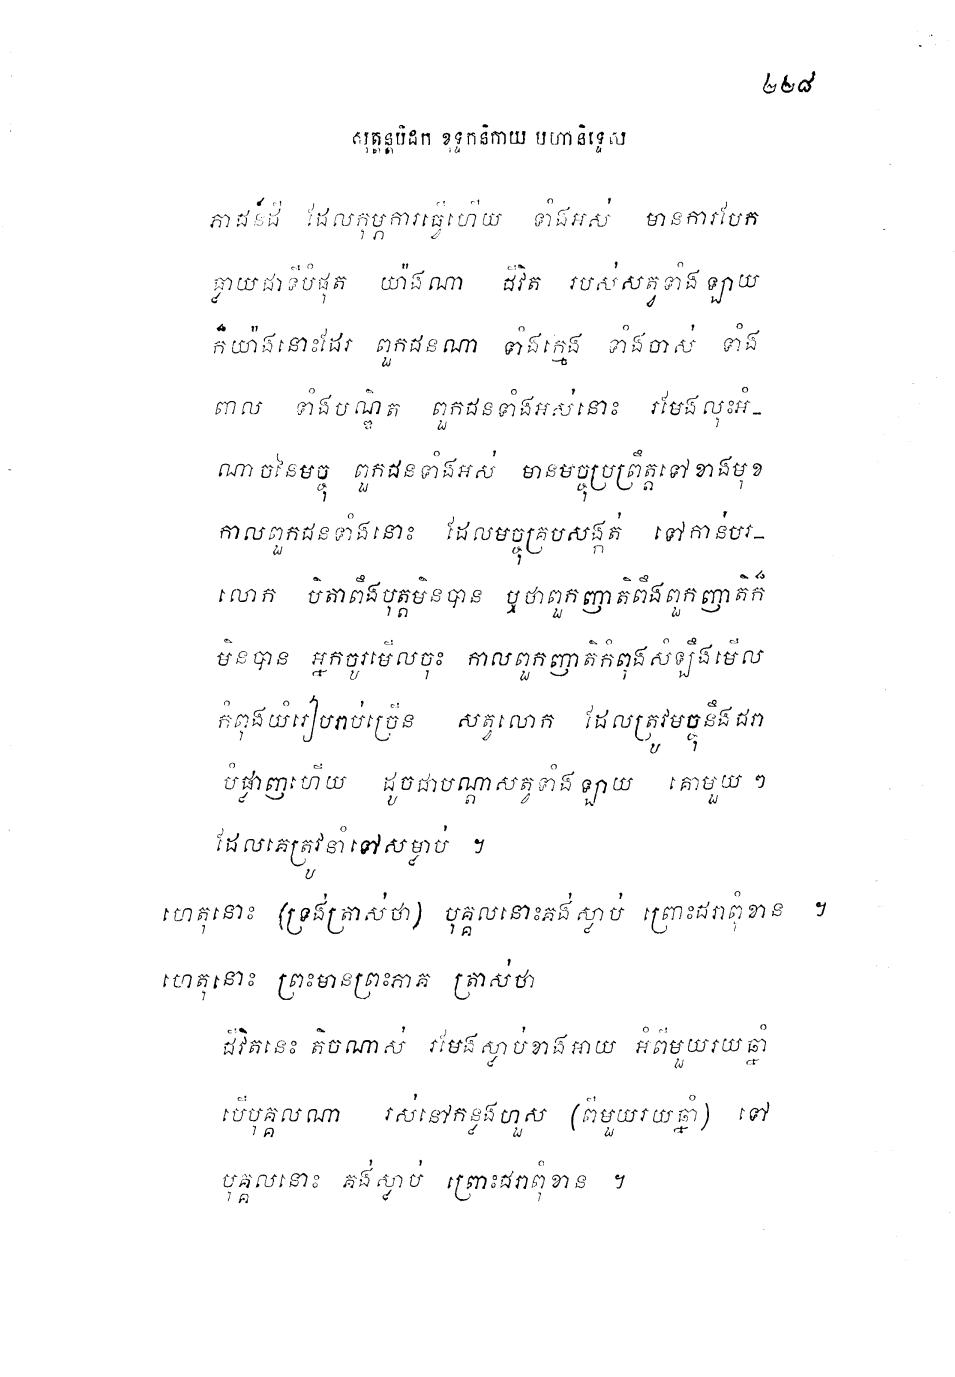 ២២៨
សុត្តន្តបិដក ខុទ្ទកនិកាយ មហានិទ្ទេស
ភាជន៍ដី ដែលកុម្ភការធ្វើហើយ ទាំងអស់ មានការបែក
ធ្លាយជាទីបំផុត យ៉ាងណា ជីវិត របស់សត្វទាំងឡាយ
ក៏យ៉ាងនោះដែរ ពួកជនណា ទាំងក្មេង ទាំងចាស់ ទាំង
ពាល ទាំងបណ្ឌិត ពួកជនទាំងអស់នោះ រមែងលុះអំ-
ណាចនៃមច្ចុ ពួកជនទាំងអស់ មានមច្ចុប្រព្រឹត្តទៅខាងមុខ
កាលពួកជនទាំងនោះ ដែលមច្ចុគ្របសង្កត់ ទៅកាន់បរ-
លោក បិតាពឹងបុត្តមិនបាន ឬថាពួកញាតិពឹងពួកញាតិក៏
មិនបាន អ្នកចូរមើលចុះ កាលពួកញាតិកំពុងសំឡឹងមើល
កំពុងយំរៀបរាប់ច្រើន សត្វលោក ដែលត្រូវមច្ចុនឹងជរា
បំផ្លាញហើយ ដូចជាបណ្តាសត្វទាំងឡាយ គោមួយ ៗ
ដែលគេត្រូវនាំទៅសម្លាប់ ។
ហេតុនោះ (ទ្រង់ត្រាស់ថា) បុគ្គលនោះគង់ស្លាប់ ព្រោះជរាពុំខាន ។
ហេតុនោះ ព្រះមានព្រះភាគ ត្រាស់ថា
ជីវិតនេះ តិចណាស់ រមែងស្លាប់ខាងអាយ អំពីមួយរយឆ្នាំ
បើបុគ្គលណា រស់នៅកន្លងហួស (ពីមួយរយឆ្នាំ) ទៅ
បុគ្គលនោះ គង់ស្លាប់ ព្រោះជរាពុំខាន ។